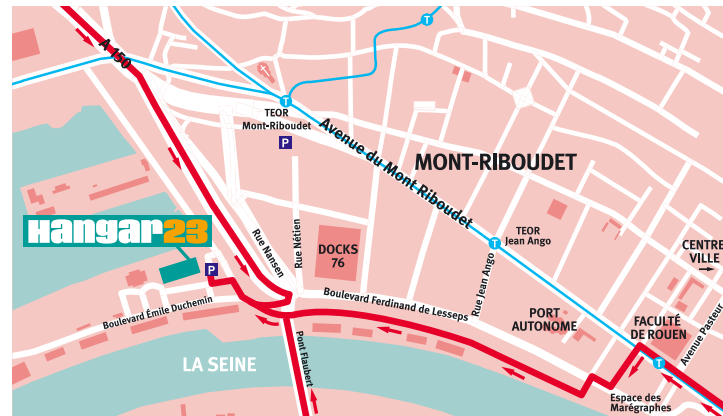 A 150
T
T
TEOR
Mont-Riboudet
P
Avenue du Mont Riboudet
MONT-RIBOUDET
Hangar23
P
Rue Nansen
Rue Nétien
DOCKS
76
T
TEOR
Jean Ango
Rue Jean Ango
CENTRE
VILLE
Boulevard Émile Duchemin
Boulevard Ferdinand de Lesseps
PORT
AUTONOME
FACULTÉ
DE ROUEN
Avenue Pasteur
T
LA SEINE
Pont Flaubert
Espace des
Marégraphes